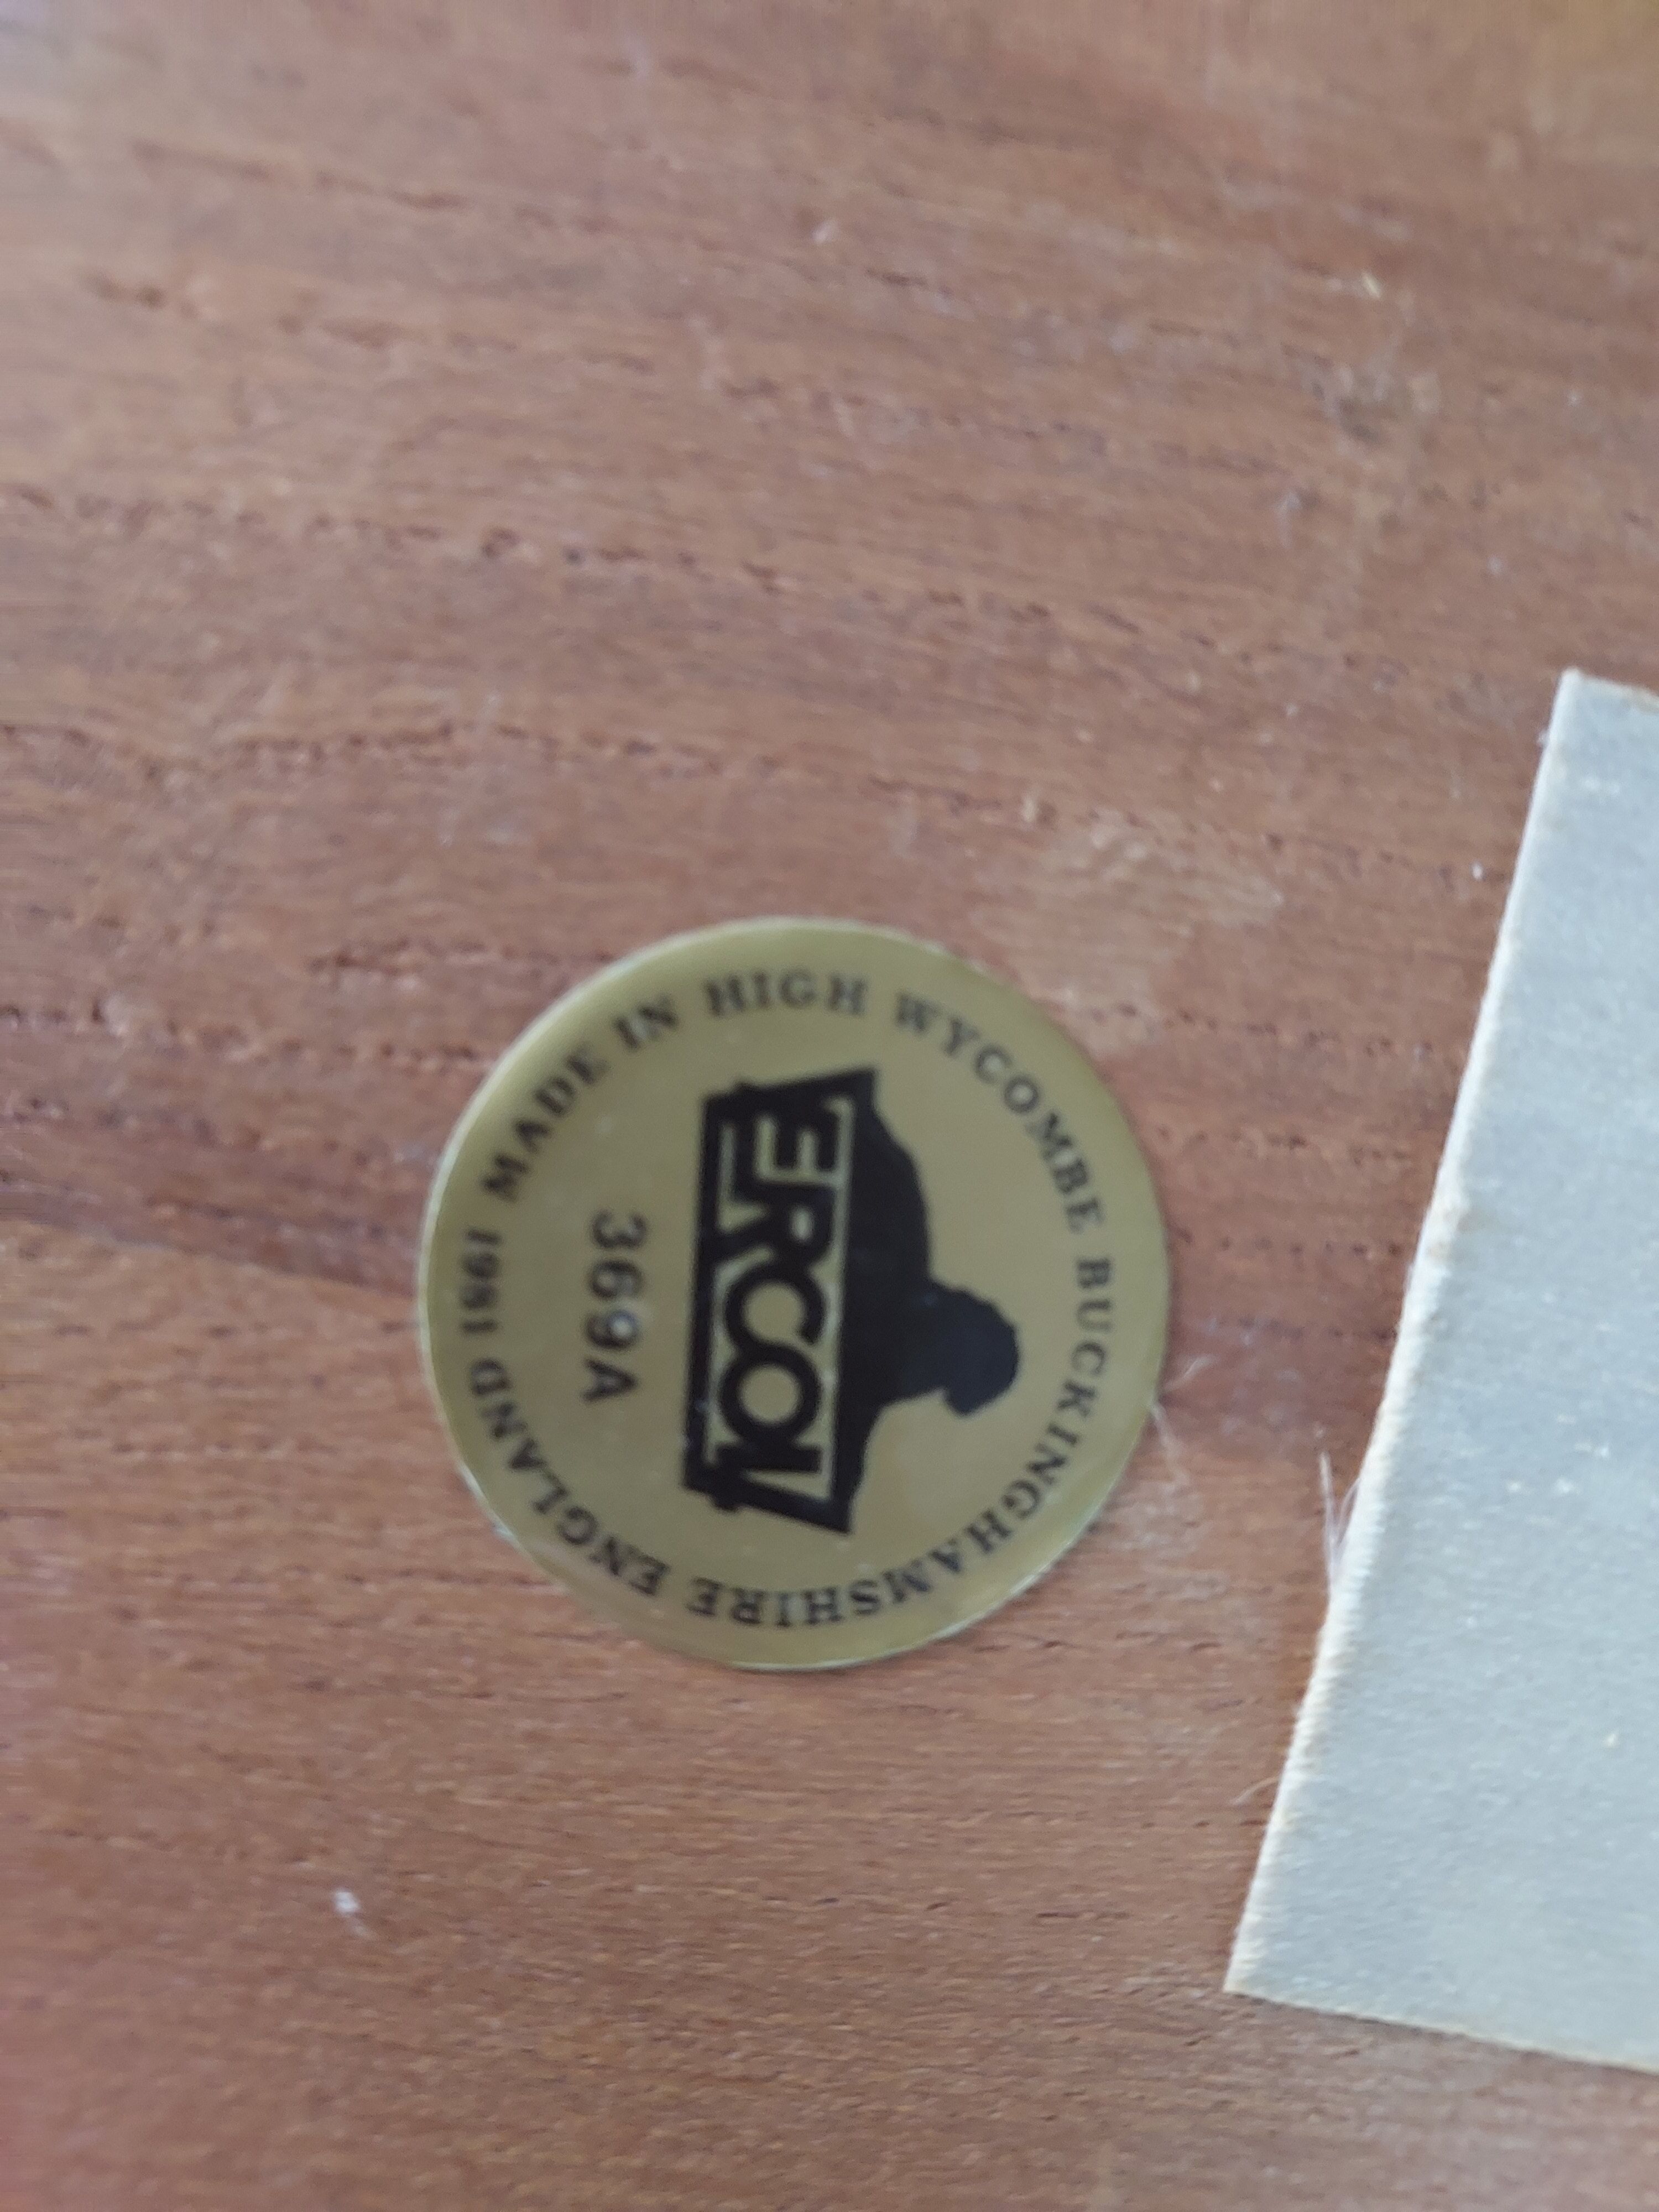 MADE IN HIGH WYCOMBE BUCKINGHAMSHIRE ENGLAND 1981
ERCOL
369A